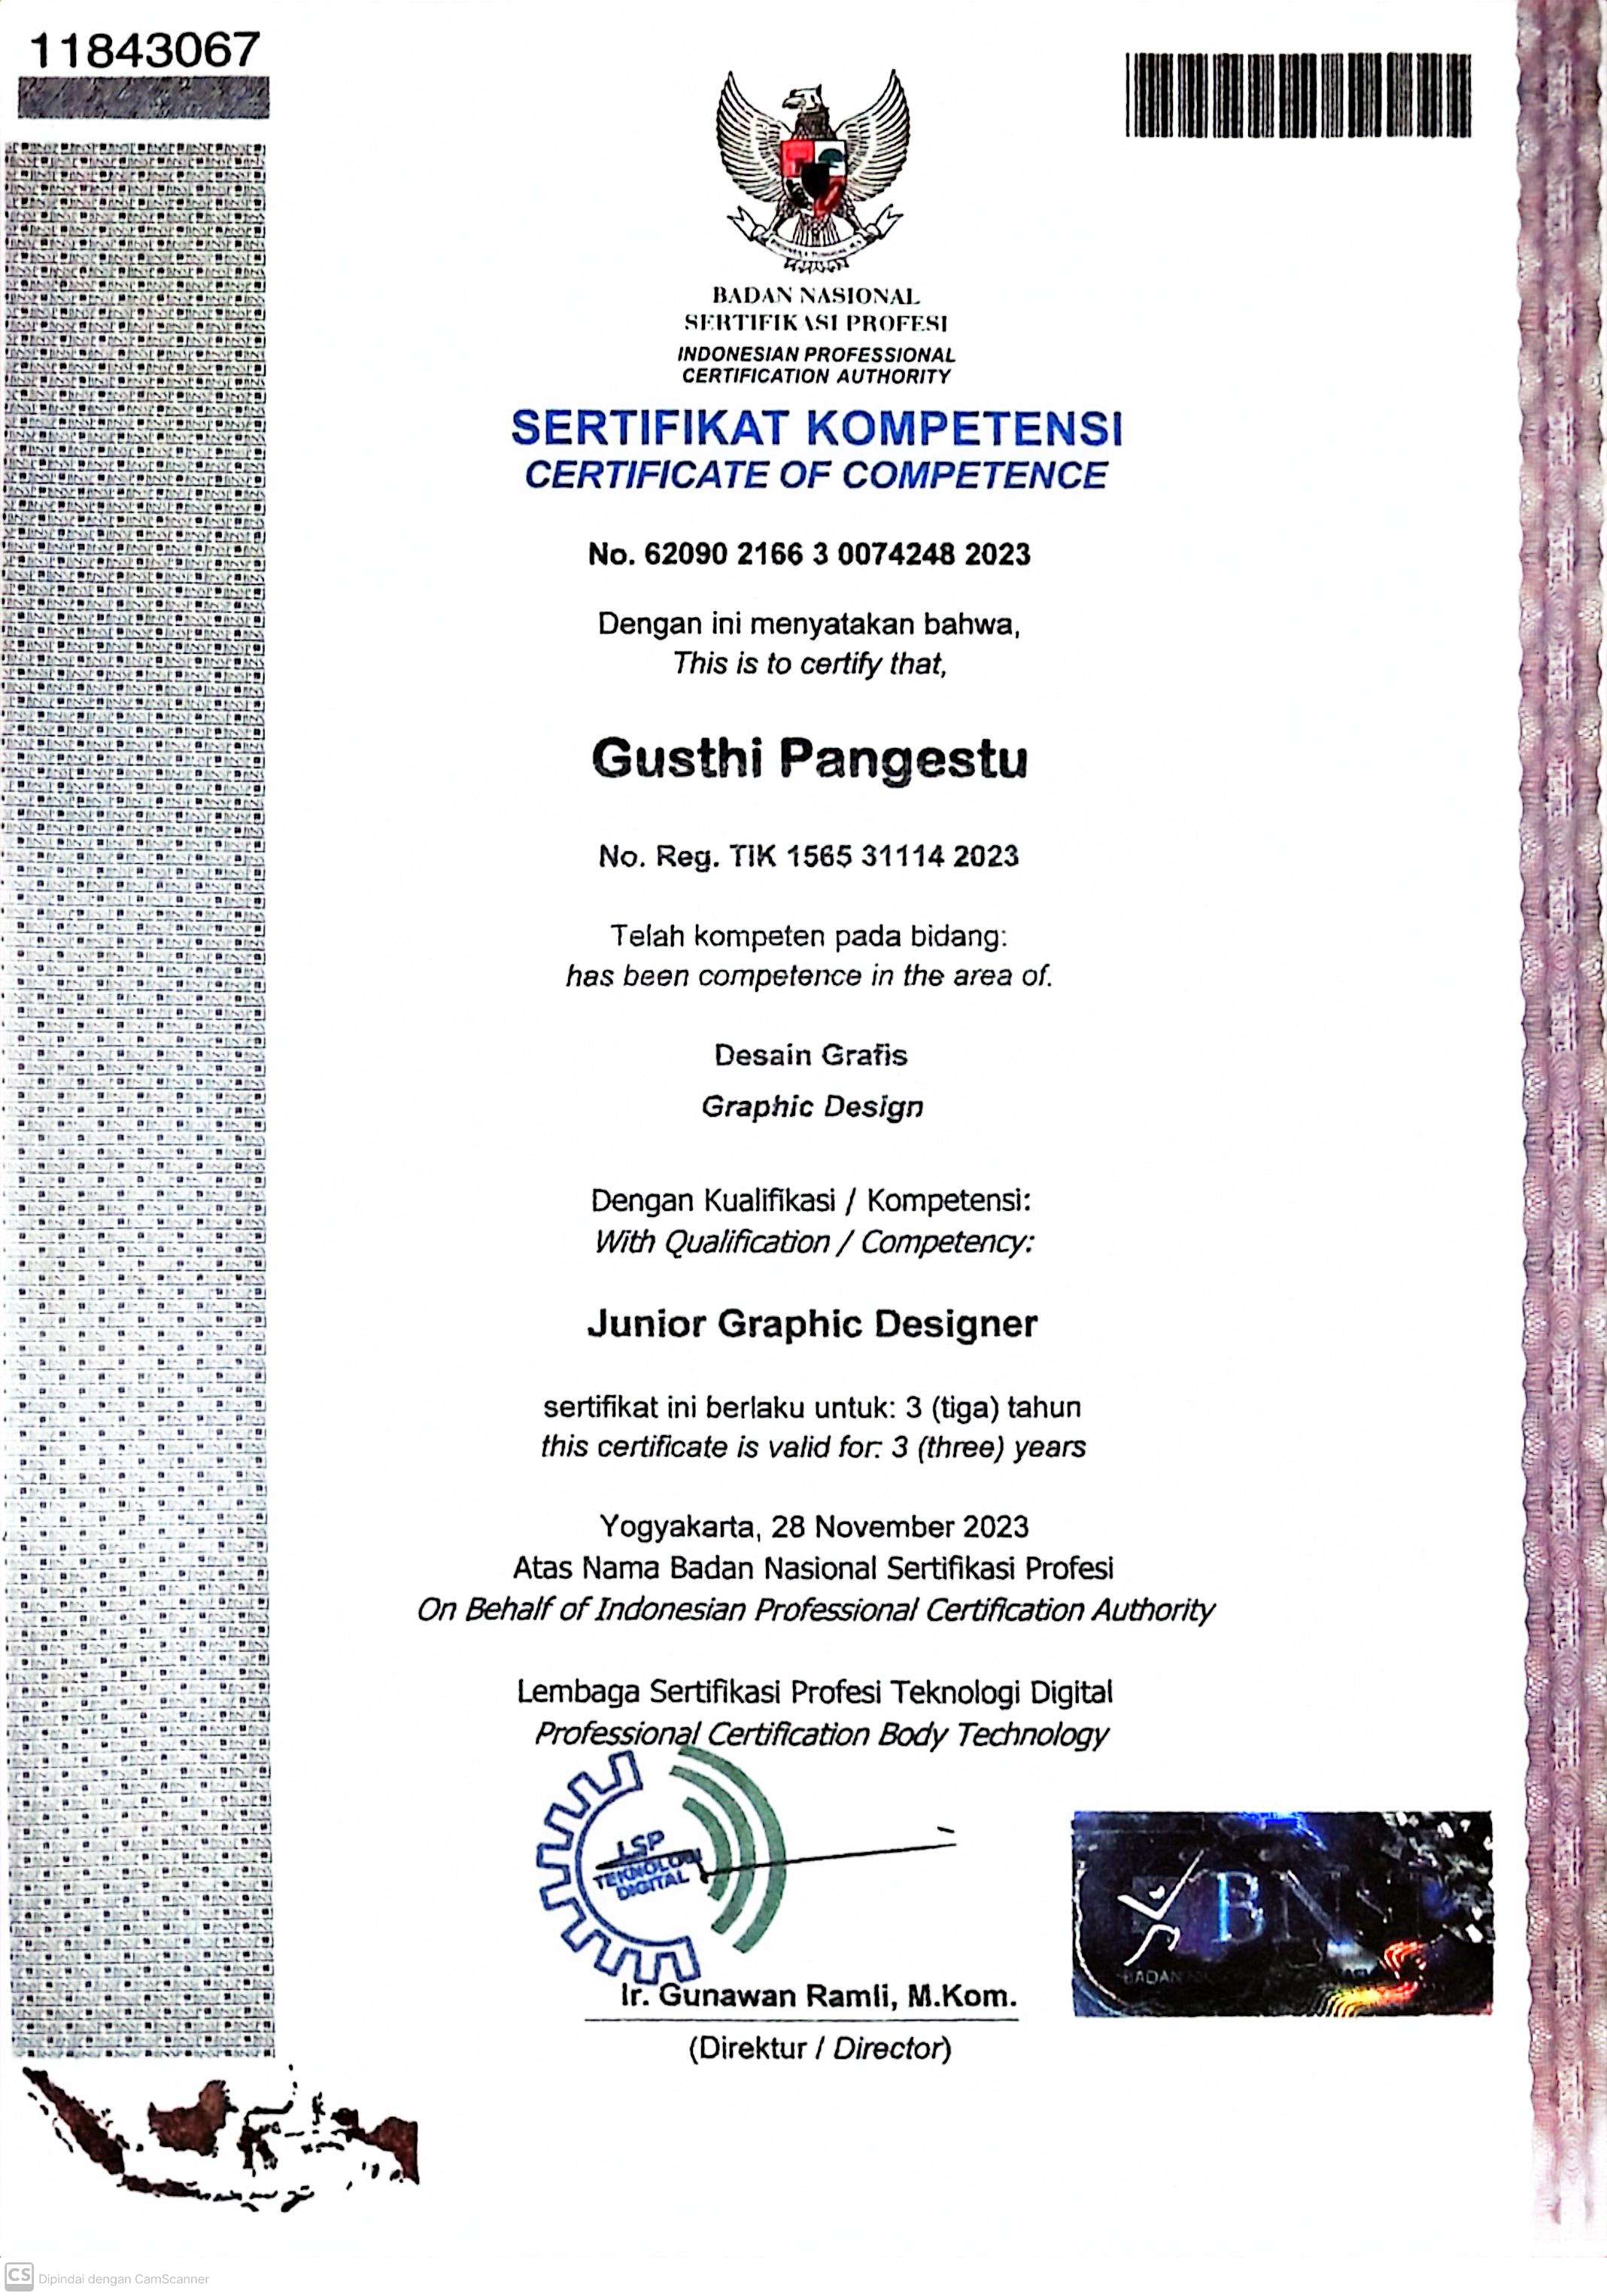 11843067
BADAN NASIONAL
SERTIFIKASI PROFESI
INDONESIAN PROFESSIONAL
CERTIFICATION AUTHORITY
SERTIFIKAT KOMPETENSI
CERTIFICATE OF COMPETENCE
No. 62090 2166 3 0074248 2023
Dengan ini menyatakan bahwa,
This is to certify that,
Gusthi Pangestu
No. Reg. TIK 1565 31114 2023
Telah kompeten pada bidang:
has been competence in the area of.
Desain Grafis
Graphic Design
Dengan Kualifikasi / Kompetensi:
With Qualification / Competency:
Junior Graphic Designer
sertifikat ini berlaku untuk: 3 (tiga) tahun
this certificate is valid for: 3 (three) years
Yogyakarta, 28 November 2023
Atas Nama Badan Nasional Sertifikasi Profesi
On Behalf of Indonesian Professional Certification Authority
Lembaga Sertifikasi Profesi Teknologi Digital
Professional Certification Body Technology
LSP
TEKNOLOGI
DIGITAL
BNSP
BADAN
Ir. Gunawan Ramli, M.Kom.
(Direktur / Director)
CS Dipindai dengan CamScanner